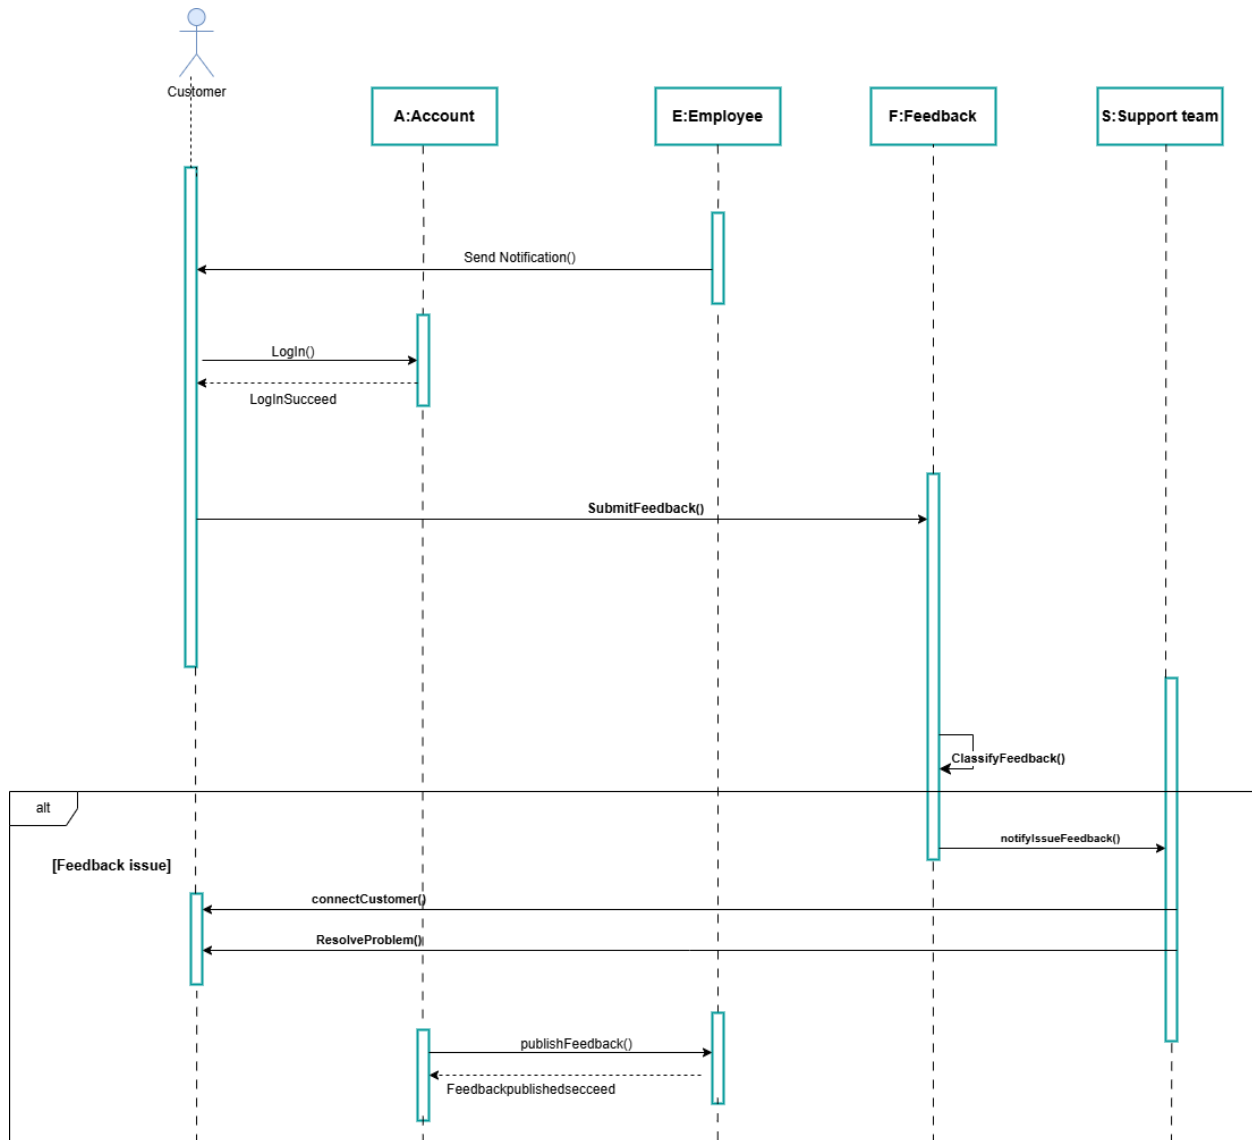 Customer
A:Account
E:Employee
F:Feedback
S:Support team
Send Notification()
LogIn()
LogInSucceed
SubmitFeedback()
ClassifyFeedback()
alt
notifyIssueFeedback()
[Feedback issue]
connectCustomer()
ResolveProblem()
publishFeedback()
Feedbackpublishedsecceed